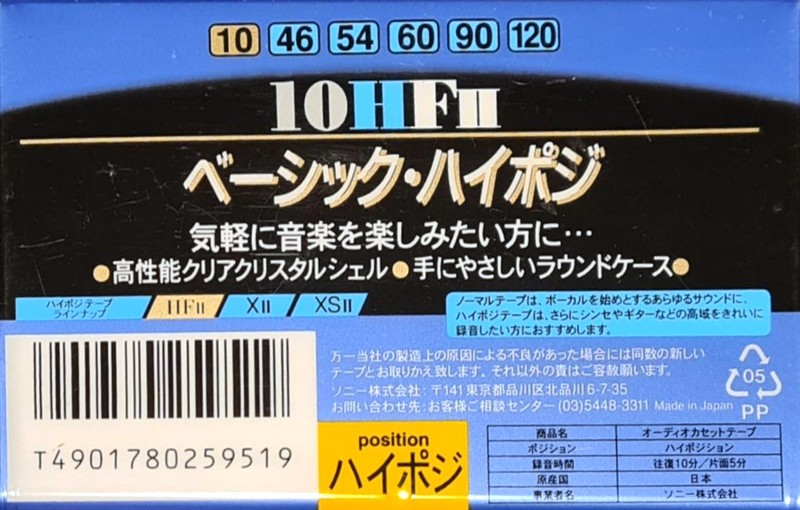 10 46 54 60 90 120
10HFII
ベーシック・ハイポジ
気軽に音楽を楽しみたい方に…
●高性能クリアクリスタルシェル●手にやさしいラウンドケース●
ハイポジテープ
ラインナップ
HFII XII XSII
ノーマルテープは、ボーカルを始めとするあらゆるサウンドに、
ハイポジテープは、さらにシンセやギターなどの高域をきれいに
録音したい方におすすめします。
万一当社の製造上の原因による不良があった場合には同数の新しい
テープとお取りかえ致します。それ以外の責はご容赦願います。
ソニー株式会社:〒141 東京都品川区北品川6-7-35
お問い合わせ先:お客様ご相談センター(03)5448-3311 Made in Japan
05
PP
T4901780259519
position
ハイポジ
商品名 オーディオカセットテープ
ポジション ハイポジション
録音時間 往復10分/片面5分
原産国 日本
事業者名 ソニー株式会社